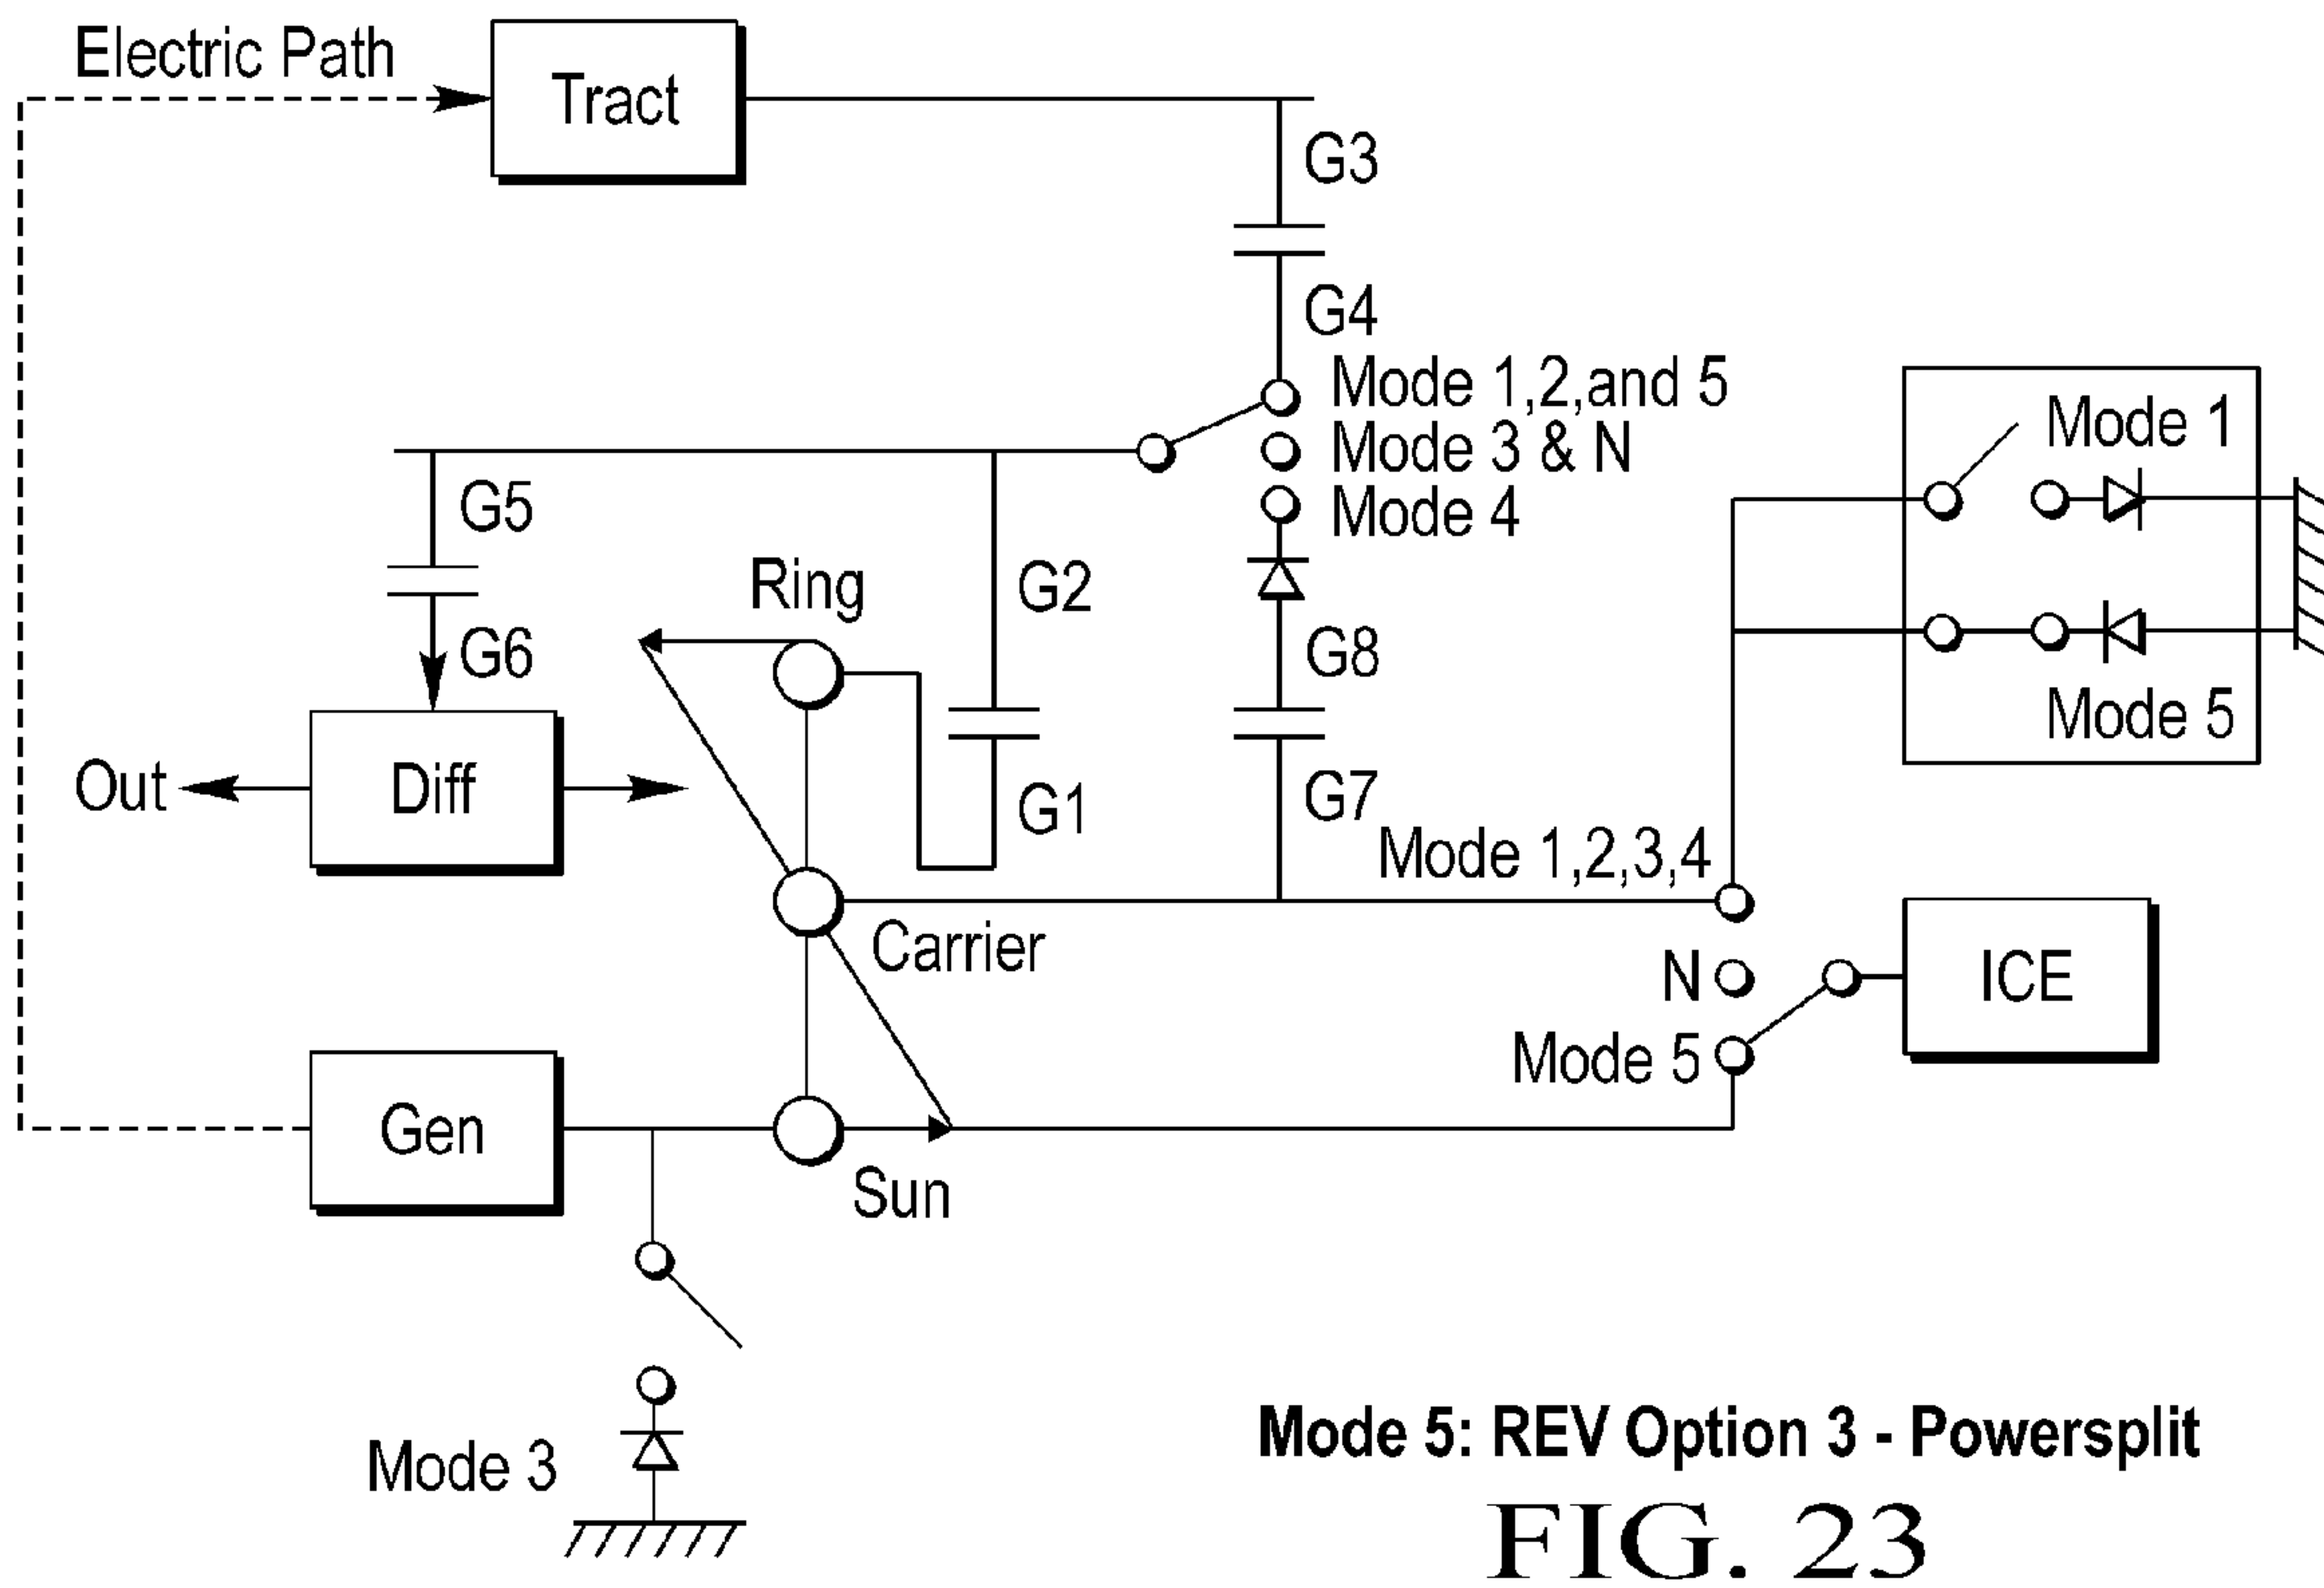 Electric Path
Tract
G3
G4
Mode 1,2,and 5
Mode 3 & N
Mode 4
Mode 1
G5
Ring
G2
G6
G8
Mode 5
Out
Diff
G1
G7
Mode 1,2,3,4
Carrier
N
ICE
Mode 5
Gen
Sun
Mode 3
Mode 5: REV Option 3 - Powersplit
FIG. 23